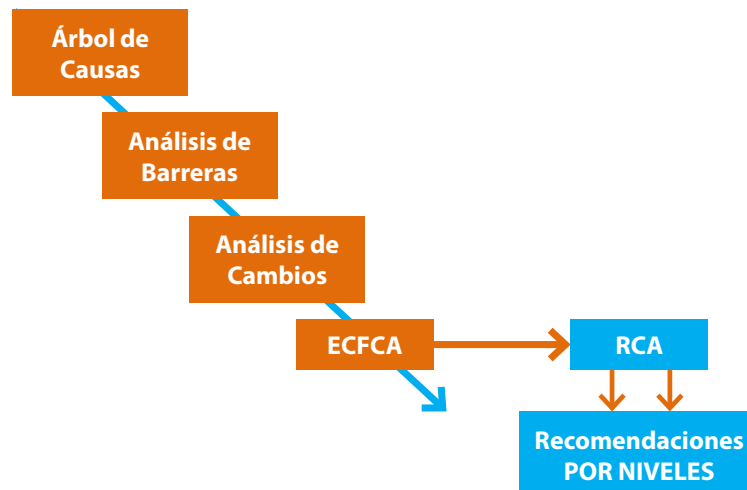 Árbol de
Causas
Análisis de
Barreras
Análisis de
Cambios
ECFCA
RCA
Recomendaciones
POR NIVELES